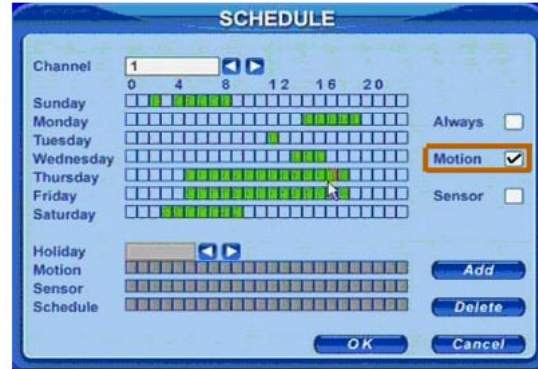 SCHEDULE
Channel 1
0 4 8 12 16 20
Sunday
Monday
Tuesday
Wednesday
Thursday
Friday
Saturday
Always
Motion
Sensor
Holiday
Motion
Sensor
Schedule
Add
Delete
OK
Cancel